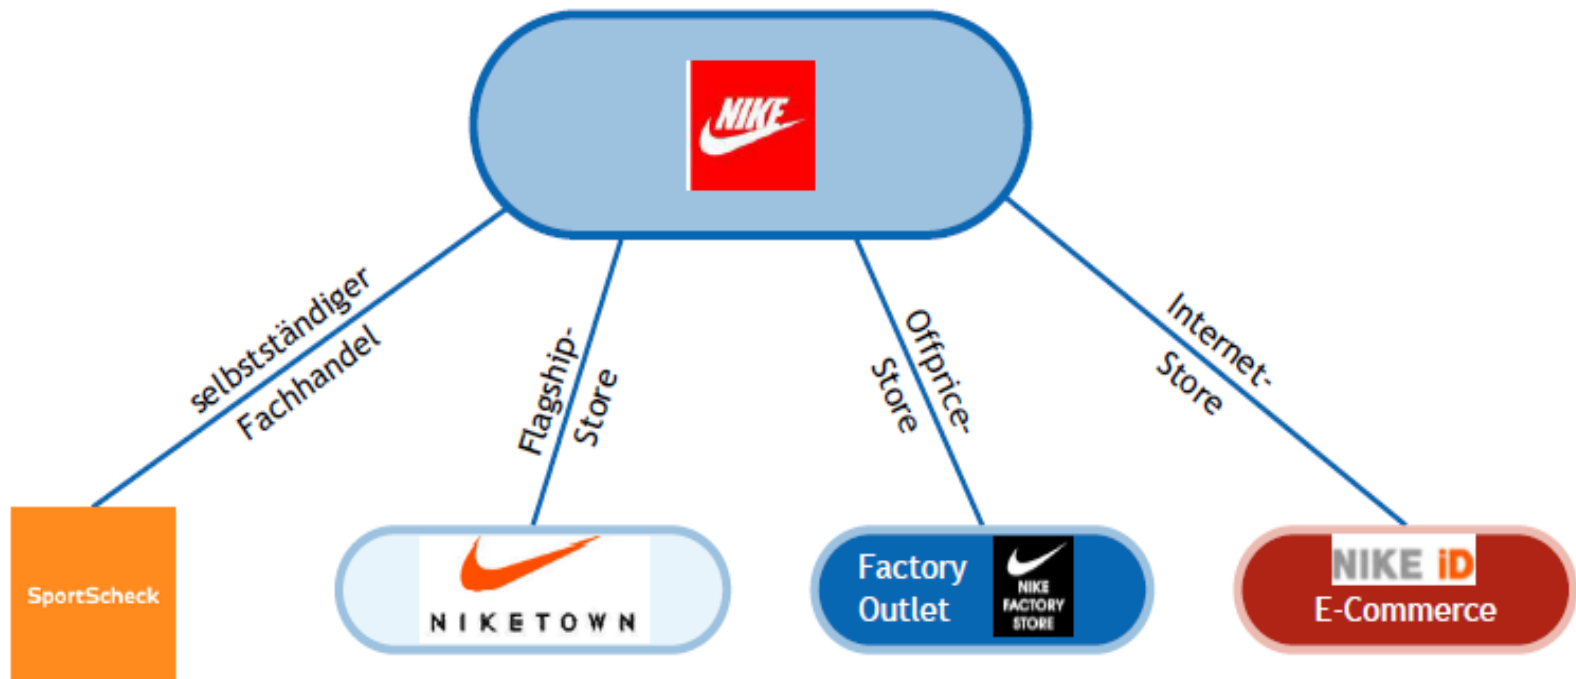 NIKE
selbstständiger
Fachhandel
Flagship-
Store
Offprice-
Store
Internet-
Store
SportScheck
NIKETOWN
Factory
Outlet
NIKE
FACTORY
STORE
NIKE iD
E-Commerce